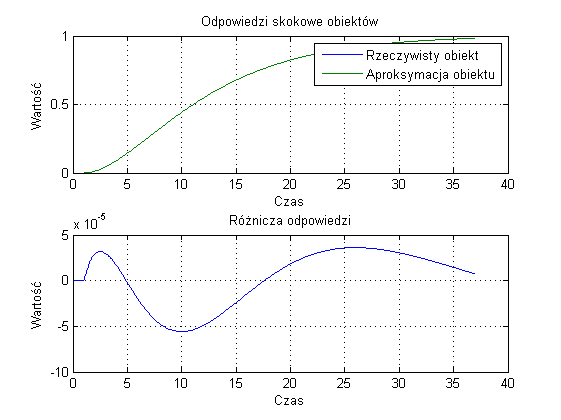 Odpowiedzi skokowe obiektów
1
0.5
0
Wartość
Rzeczywisty obiekt
Aproksymacja obiektu
0 5 10 15 20 25 30 35 40
Czas
Różnicza odpowiedzi
x 10^-5
5
0
-5
-10
Wartość
0 5 10 15 20 25 30 35 40
Czas